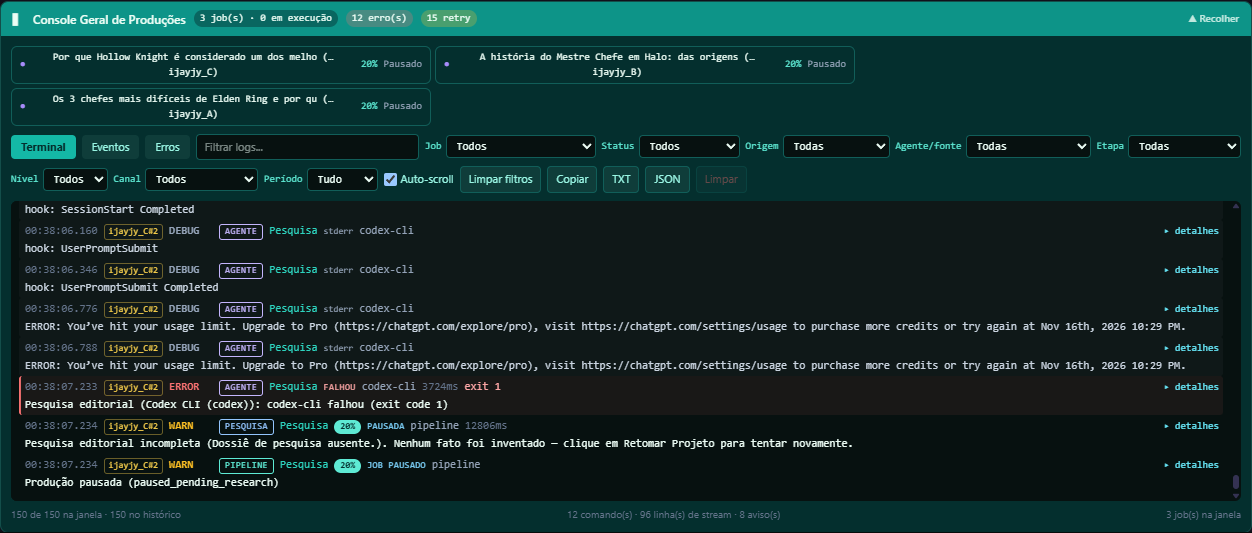 Console Geral de Produções 3 job(s) · 0 em execução 12 erro(s) 15 retry ▲ Recolher
Por que Hollow Knight é considerado um dos melho (… ijayjy_C) 20% Pausado
A história do Mestre Chefe em Halo: das origens (… ijayjy_B) 20% Pausado
Os 3 chefes mais difíceis de Elden Ring e por qu (… ijayjy_A) 20% Pausado
Terminal Eventos Erros Filtrar logs... Job Todos Status Todos Origem Todas Agente/fonte Todas Etapa Todas
Nível Todos Canal Todos Período Tudo Auto-scroll Limpar filtros Copiar TXT JSON Limpar
hook: SessionStart Completed
00:38:06.160 ijayjy_C#2 DEBUG AGENTE Pesquisa stderr codex-cli ▸ detalhes
hook: UserPromptSubmit
00:38:06.346 ijayjy_C#2 DEBUG AGENTE Pesquisa stderr codex-cli ▸ detalhes
hook: UserPromptSubmit Completed
00:38:06.776 ijayjy_C#2 DEBUG AGENTE Pesquisa stderr codex-cli ▸ detalhes
ERROR: You’ve hit your usage limit. Upgrade to Pro (https://chatgpt.com/explore/pro), visit https://chatgpt.com/settings/usage to purchase more credits or try again at Nov 16th, 2026 10:29 PM.
00:38:06.788 ijayjy_C#2 DEBUG AGENTE Pesquisa stderr codex-cli ▸ detalhes
ERROR: You’ve hit your usage limit. Upgrade to Pro (https://chatgpt.com/explore/pro), visit https://chatgpt.com/settings/usage to purchase more credits or try again at Nov 16th, 2026 10:29 PM.
00:38:07.233 ijayjy_C#2 ERROR AGENTE Pesquisa FALHOU codex-cli 3724ms exit 1 ▸ detalhes
Pesquisa editorial (Codex CLI (codex)): codex-cli falhou (exit code 1)
00:38:07.234 ijayjy_C#2 WARN PESQUISA Pesquisa 20% PAUSADA pipeline 12806ms ▸ detalhes
Pesquisa editorial incompleta (Dossiê de pesquisa ausente.). Nenhum fato foi inventado — clique em Retomar Projeto para tentar novamente.
00:38:07.234 ijayjy_C#2 WARN PIPELINE Pesquisa 20% JOB PAUSADO pipeline ▸ detalhes
Produção pausada (paused_pending_research)
150 de 150 na janela · 150 no histórico 12 comando(s) · 96 linha(s) de stream · 8 aviso(s) 3 job(s) na janela